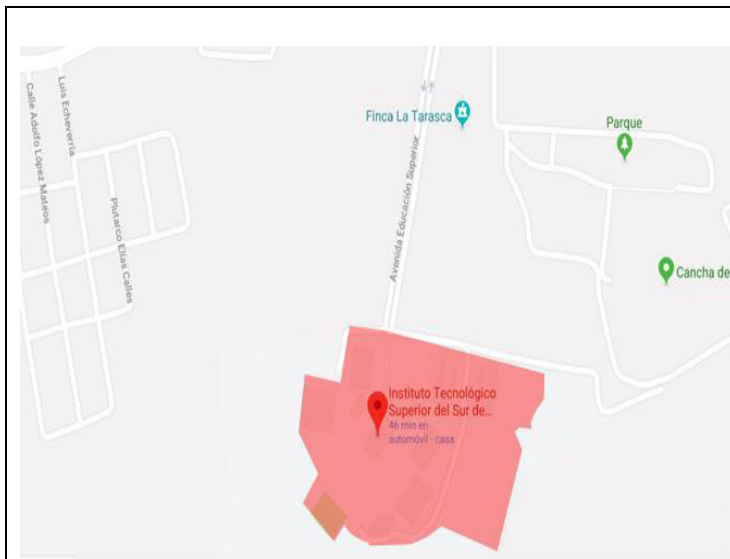 Calle Adolfo López Mateos
Luis Echeverria
Plutarco Elías Calles
Finca La Tarasca
Avenida Educación Superior
Parque
Cancha de
Instituto Tecnológico
Superior del Sur de...
46 min en
automóvil - casa